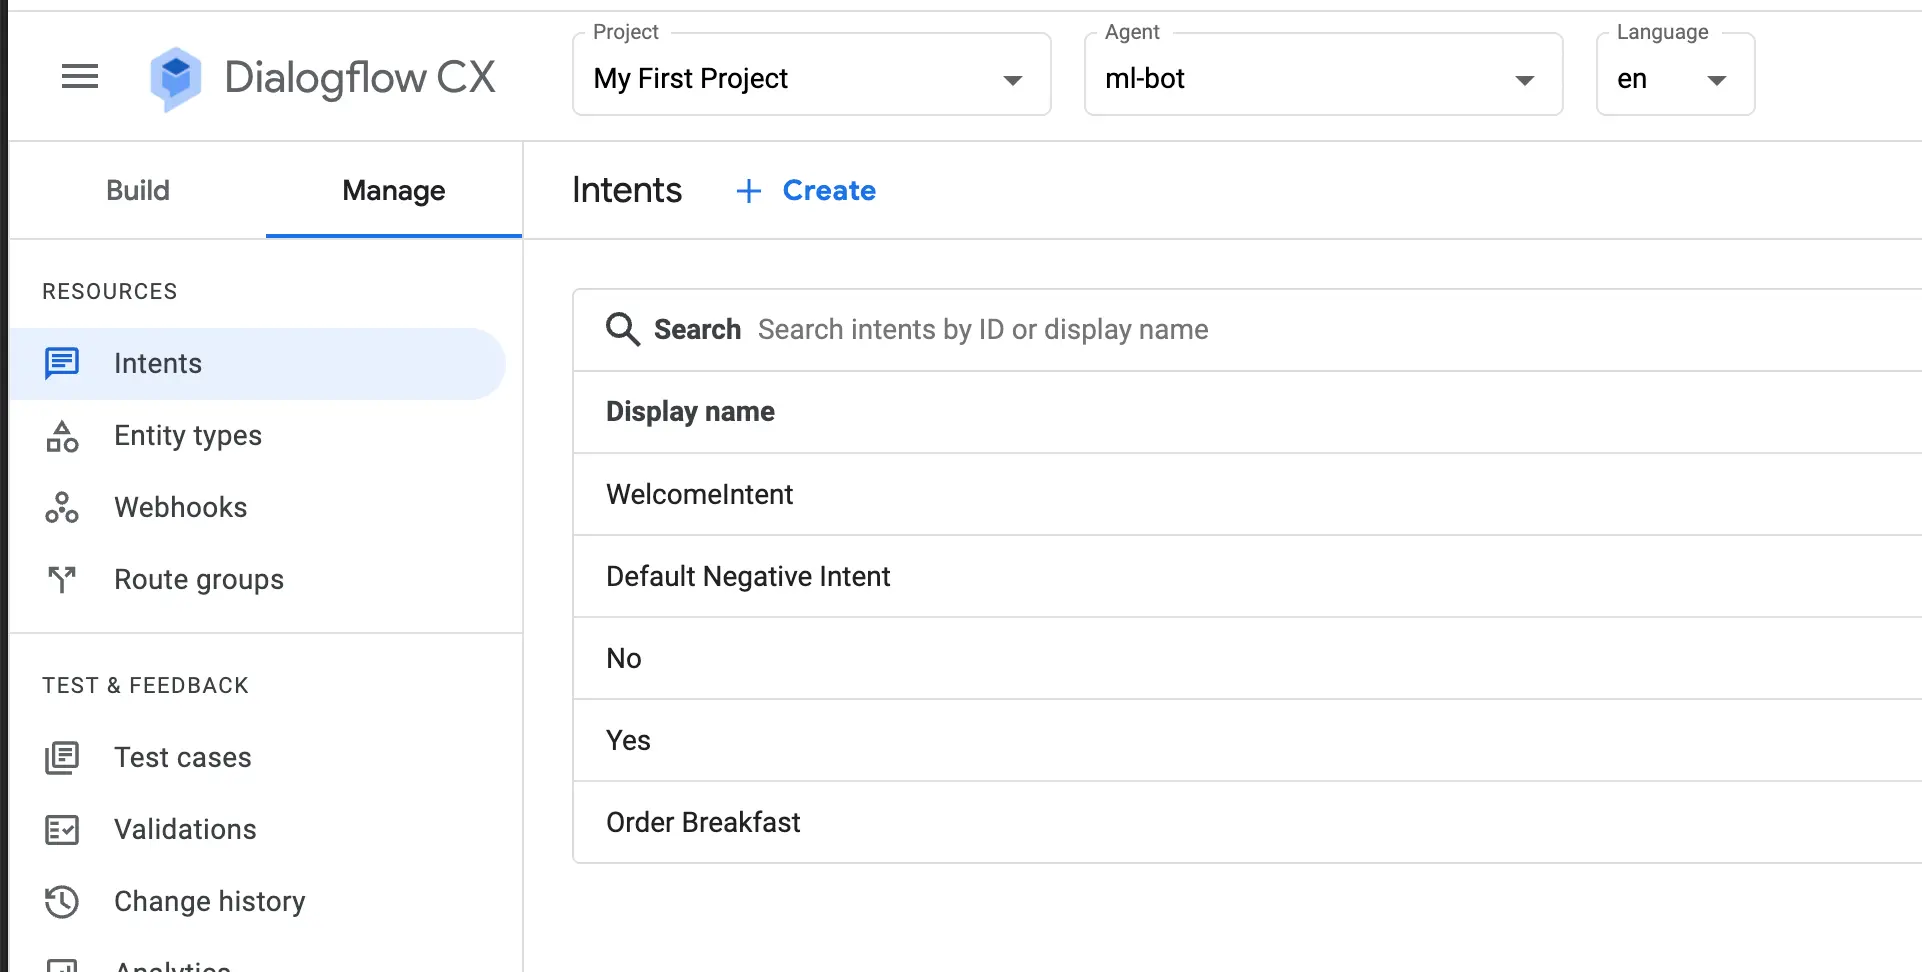 Project
Agent
Language
Dialogflow CX
My First Project
ml-bot
en
Build
Manage
Intents
Create
RESOURCES
Intents
Entity types
Webhooks
Route groups
TEST & FEEDBACK
Test cases
Validations
Change history
Analytics
Search Search intents by ID or display name
Display name
WelcomeIntent
Default Negative Intent
No
Yes
Order Breakfast